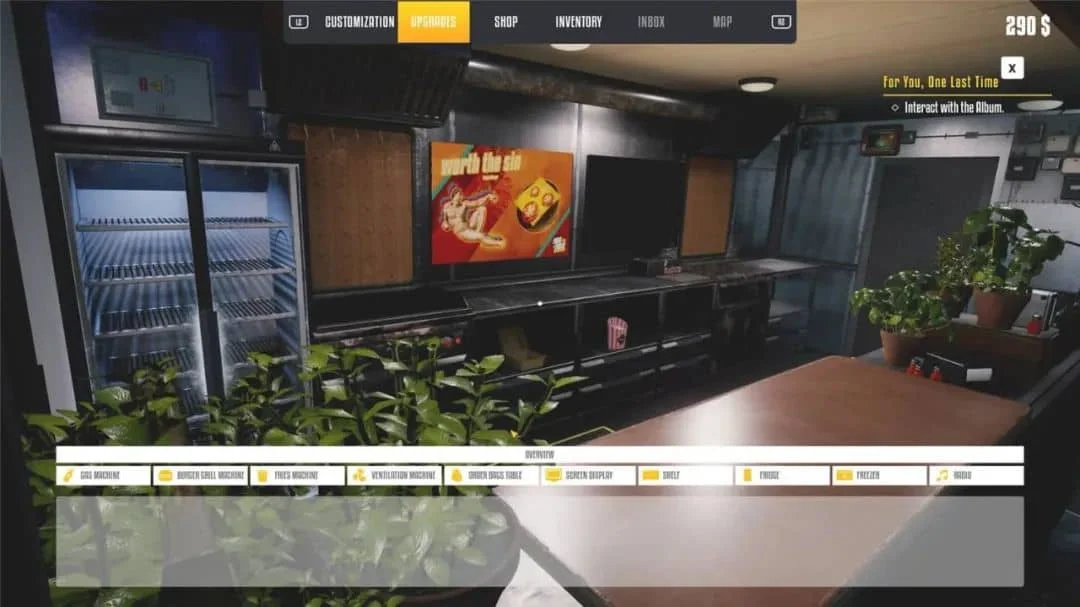 CUSTOMIZATION
UPGRADES
SHOP
INVENTORY
INBOX
MAP
290 $
X
For You, One Last Time
Interact with the Album.
worth the sin
OVERVIEW
GAS MACHINE
BURGER GRILL MACHINE
FRIES MACHINE
VENTILATION MACHINE
ORDER BAGS TABLE
SCREEN DISPLAY
SHELF
FRIDGE
FREEZER
RADIO